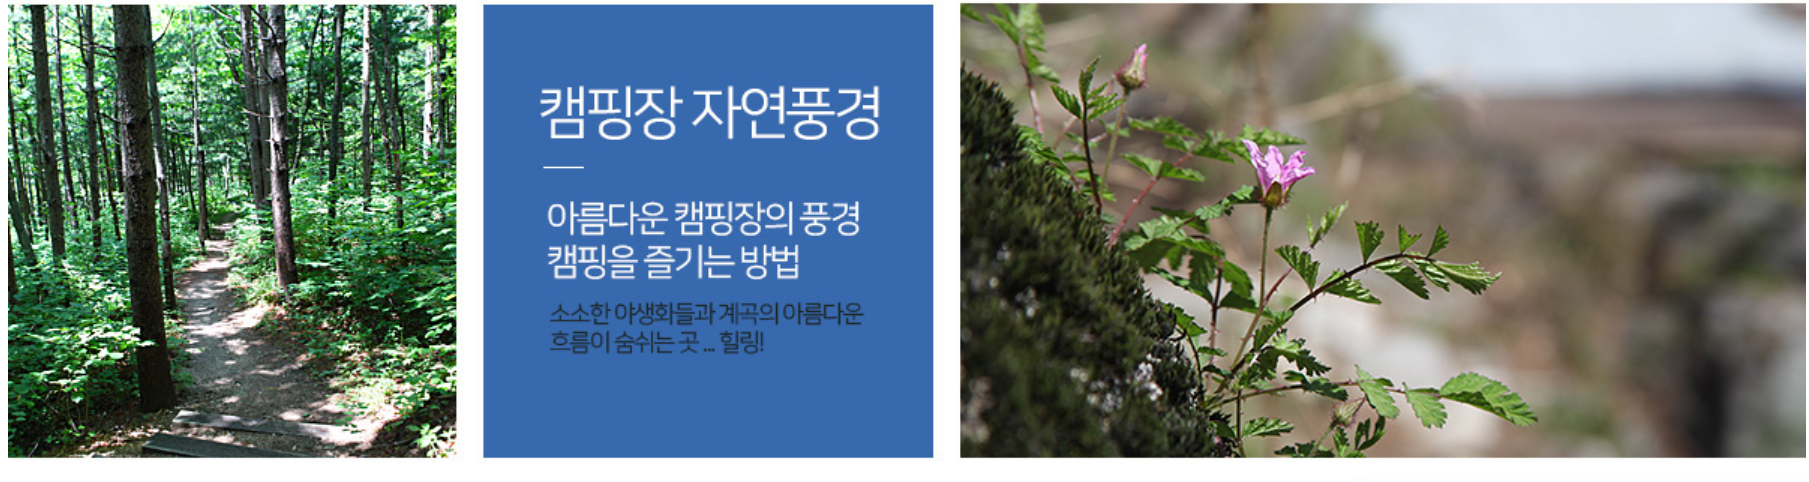 캠핑장 자연풍경
아름다운 캠핑장의 풍경
캠핑을 즐기는 방법
소소한 야생화들과 계곡의 아름다운
흐름이 숨쉬는 곳 ... 힐링!